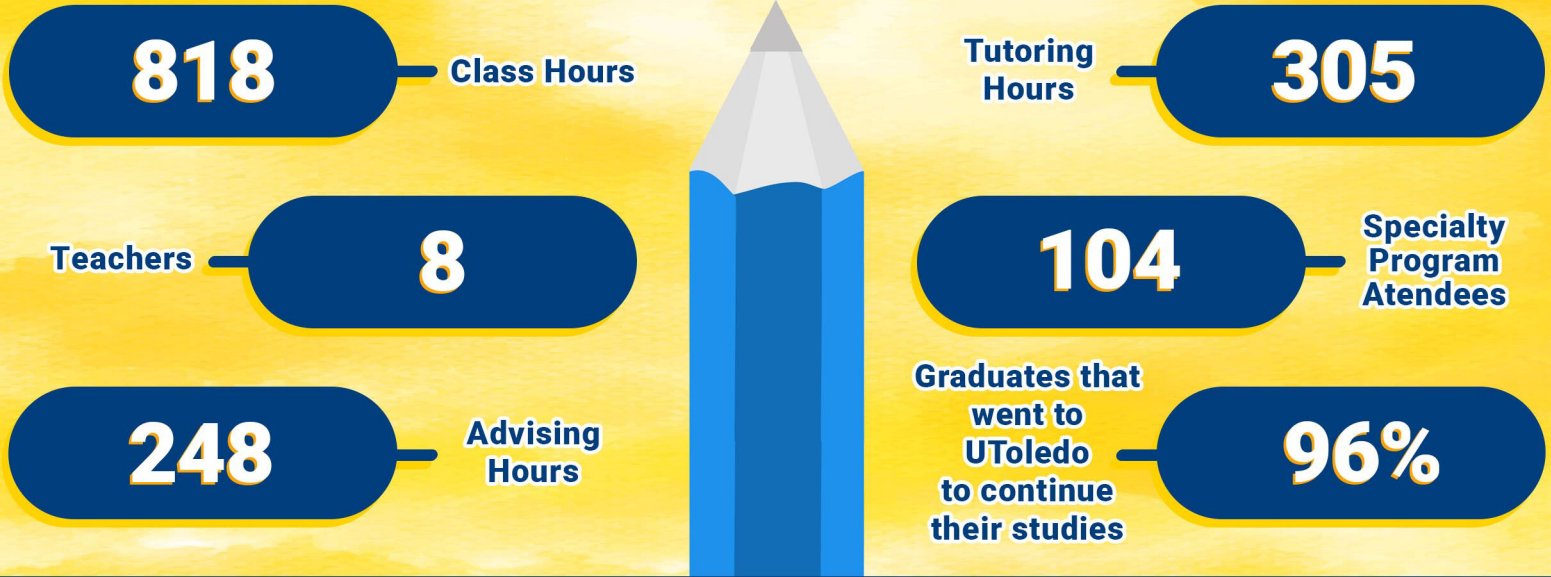 818
Class Hours
Tutoring
Hours
305
Teachers
8
104
Specialty
Program
Atendees
248
Advising
Hours
Graduates that
went to
UToledo
to continue
their studies
96%